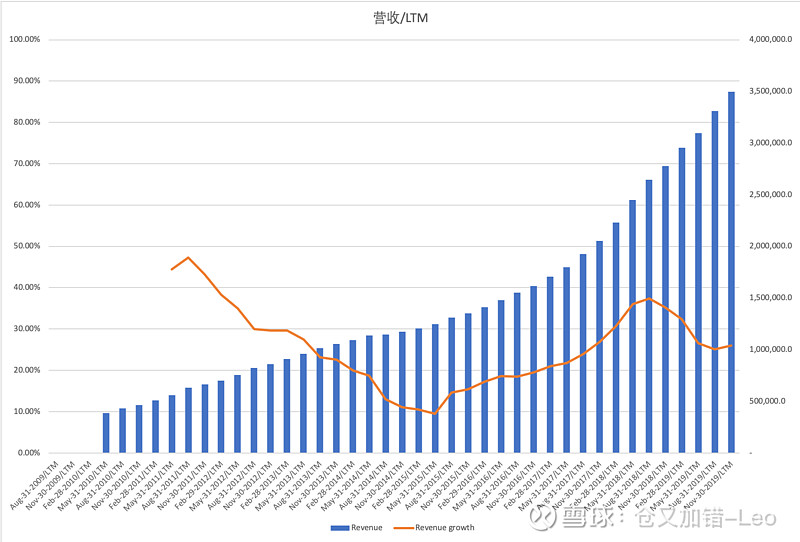 营收/LTM
100.00%
90.00%
80.00%
70.00%
60.00%
50.00%
40.00%
30.00%
20.00%
10.00%
0.00%
4,000,000.0
3,500,000.0
3,000,000.0
2,500,000.0
2,000,000.0
1,500,000.0
1,000,000.0
500,000.0
-
Aug-31-2009/LTM
Nov-30-2009/LTM
Feb-28-2010/LTM
May-31-2010/LTM
Aug-31-2010/LTM
Nov-30-2010/LTM
Feb-28-2011/LTM
May-31-2011/LTM
Aug-31-2011/LTM
Nov-30-2011/LTM
Feb-29-2012/LTM
May-31-2012/LTM
Aug-31-2012/LTM
Nov-30-2012/LTM
Feb-28-2013/LTM
May-31-2013/LTM
Aug-31-2013/LTM
Nov-30-2013/LTM
Feb-28-2014/LTM
May-31-2014/LTM
Aug-31-2014/LTM
Nov-30-2014/LTM
Feb-28-2015/LTM
May-31-2015/LTM
Aug-31-2015/LTM
Nov-30-2015/LTM
Feb-29-2016/LTM
May-31-2016/LTM
Aug-31-2016/LTM
Nov-30-2016/LTM
Feb-28-2017/LTM
May-31-2017/LTM
Aug-31-2017/LTM
Nov-30-2017/LTM
Feb-28-2018/LTM
May-31-2018/LTM
Aug-31-2018/LTM
Nov-30-2018/LTM
Feb-28-2019/LTM
May-31-2019/LTM
Aug-31-2019/LTM
Nov-30-2019/LTM
Revenue
Revenue growth
雪球:仓又加错-Leo